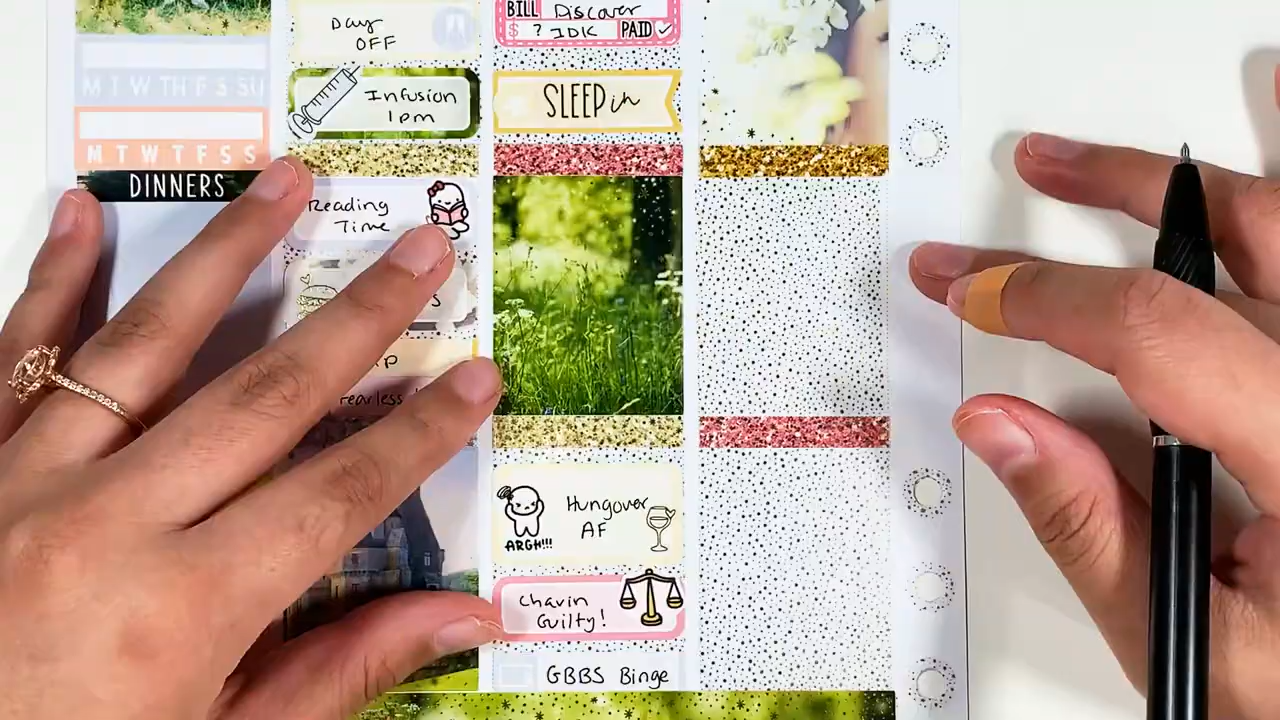 M T W TH F S SU
M T W T F S S
DINNERS
Day
OFF
Infusion
1pm
Reading
Time
BILL Discover
$ ? IDK PAID
SLEEP in
Hungover
AF
ARGH!!!
Chauvin
Guilty!
GBBS Binge